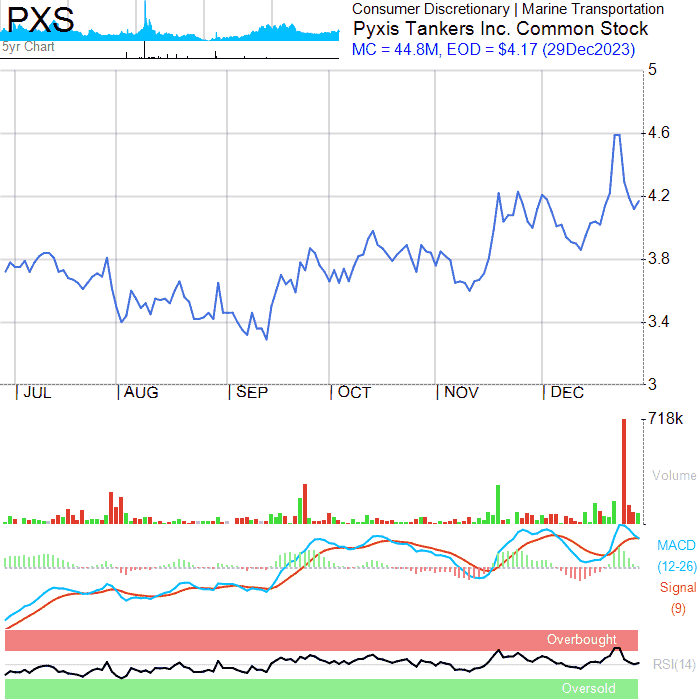 PXS
5yr Chart
Consumer Discretionary | Marine Transportation
Pyxis Tankers Inc. Common Stock
MC = 44.8M, EOD = $4.17 (29Dec2023)
5
4.6
4.2
3.8
3.4
3
| JUL | AUG | SEP | OCT | NOV | DEC
718k
Volume
MACD
(12-26)
Signal
(9)
Overbought
RSI(14)
Oversold